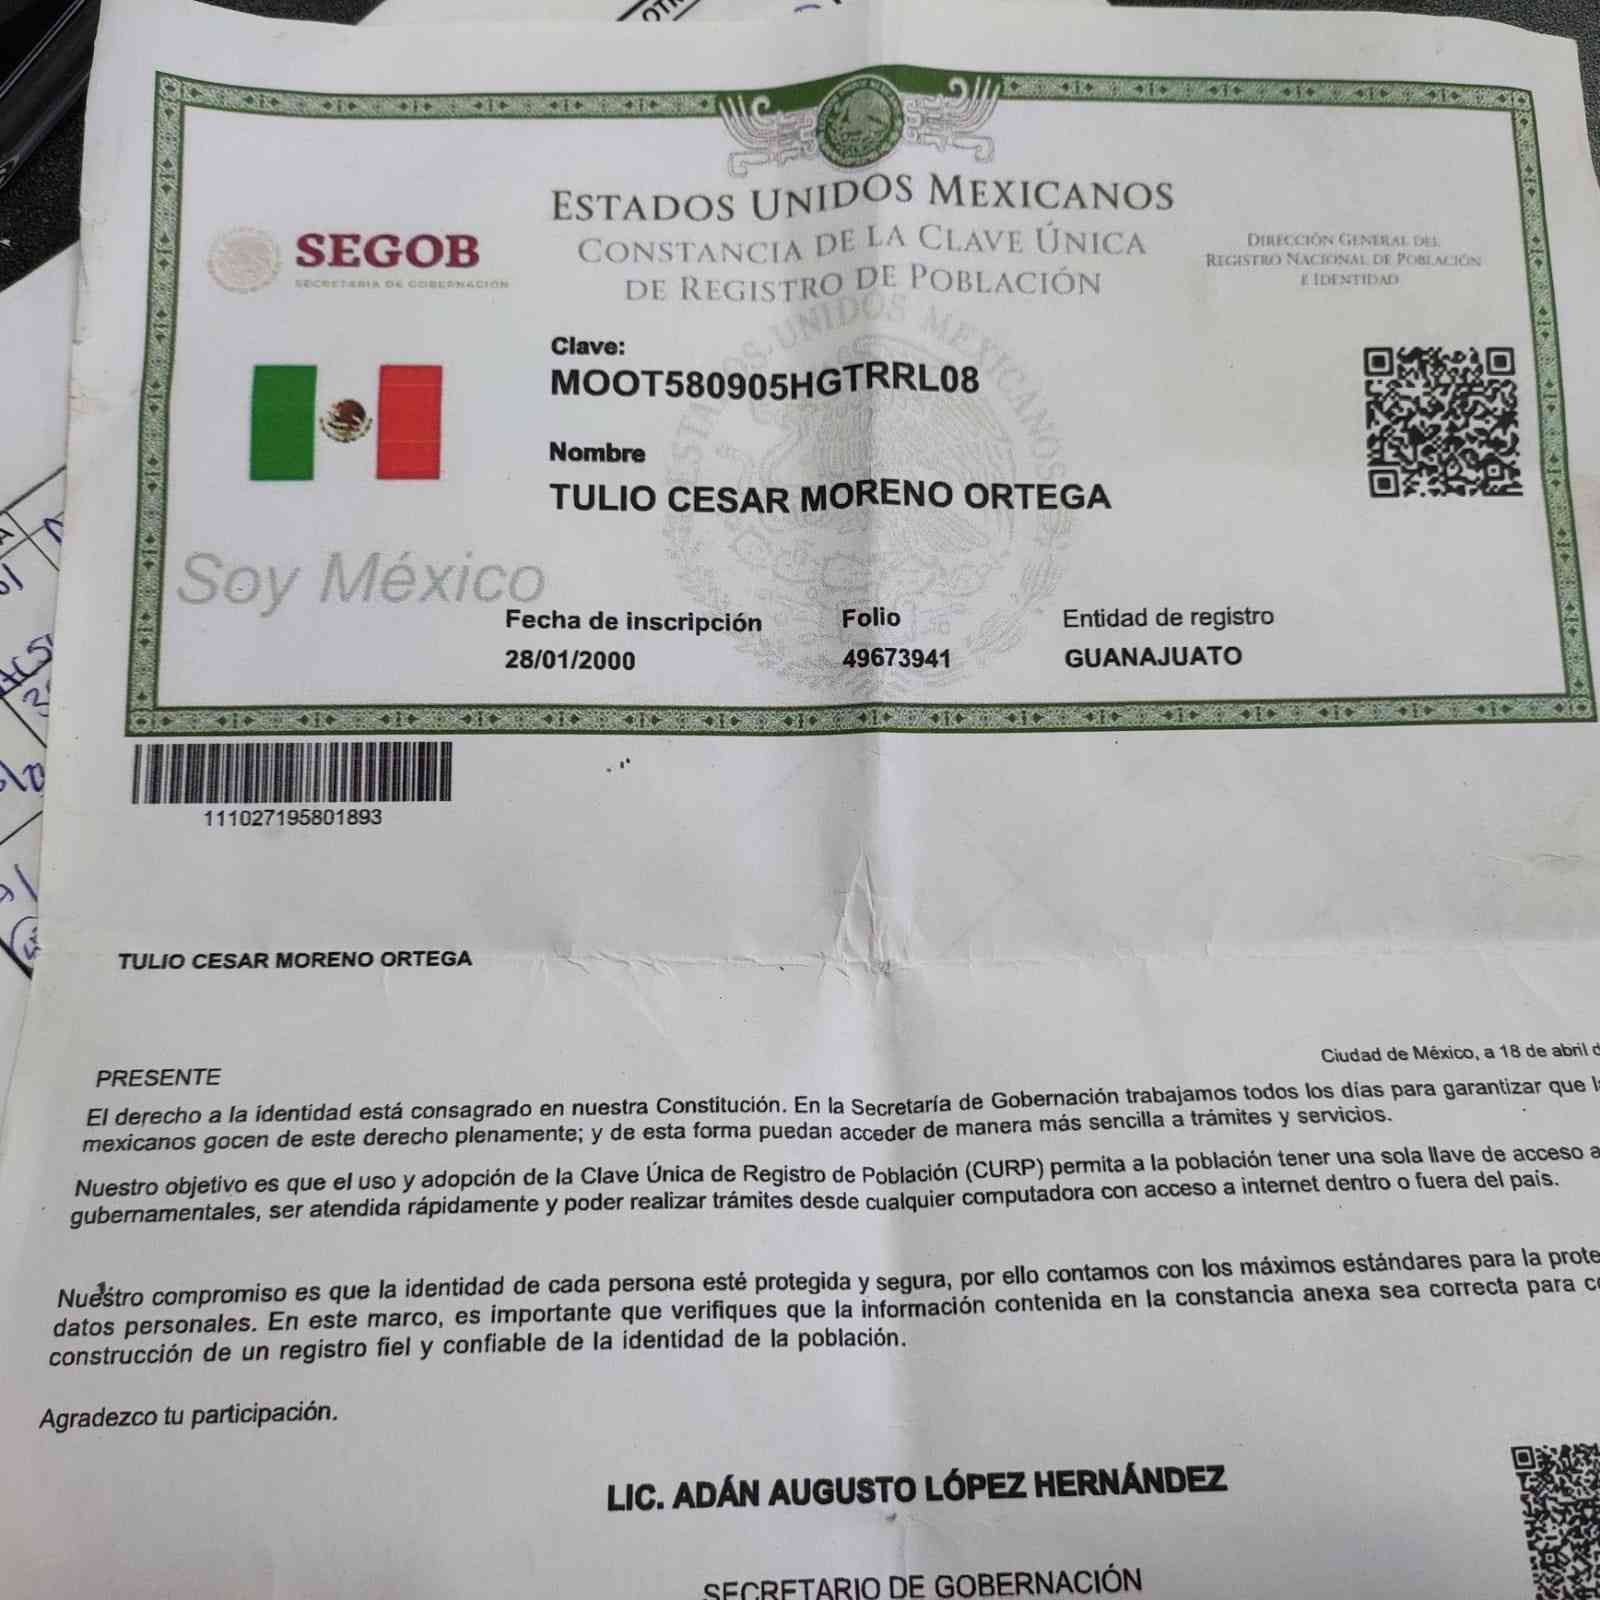 ESTADOS UNIDOS MEXICANOS
CONSTANCIA DE LA CLAVE ÚNICA
DE REGISTRO DE POBLACIÓN
SEGOB
SECRETARÍA DE GOBERNACIÓN
DIRECCIÓN GENERAL DEL
REGISTRO NACIONAL DE POBLACIÓN
E IDENTIDAD
Clave:
MOOT580905HGTRRL08
Nombre
TULIO CESAR MORENO ORTEGA
ESTADOS UNIDOS MEXICANOS
Soy México
Fecha de inscripción Folio Entidad de registro
28/01/2000 49673941 GUANAJUATO
111027195801893
TULIO CESAR MORENO ORTEGA
Ciudad de México, a 18 de abril
PRESENTE
El derecho a la identidad está consagrado en nuestra Constitución. En la Secretaría de Gobernación trabajamos todos los días para garantizar que
mexicanos gocen de este derecho plenamente; y de esta forma puedan acceder de manera más sencilla a trámites y servicios.
Nuestro objetivo es que el uso y adopción de la Clave Única de Registro de Población (CURP) permita a la población tener una sola llave de acceso a
gubernamentales, ser atendida rápidamente y poder realizar trámites desde cualquier computadora con acceso a internet dentro o fuera del país.
Nuestro compromiso es que la identidad de cada persona esté protegida y segura, por ello contamos con los máximos estándares para la
datos personales. En este marco, es importante que verifiques que la información contenida en la constancia anexa sea correcta para
construcción de un registro fiel y confiable de la identidad de la población.
Agradezco tu participación.
LIC. ADÁN AUGUSTO LÓPEZ HERNÁNDEZ
SECRETARIO DE GOBERNACIÓN